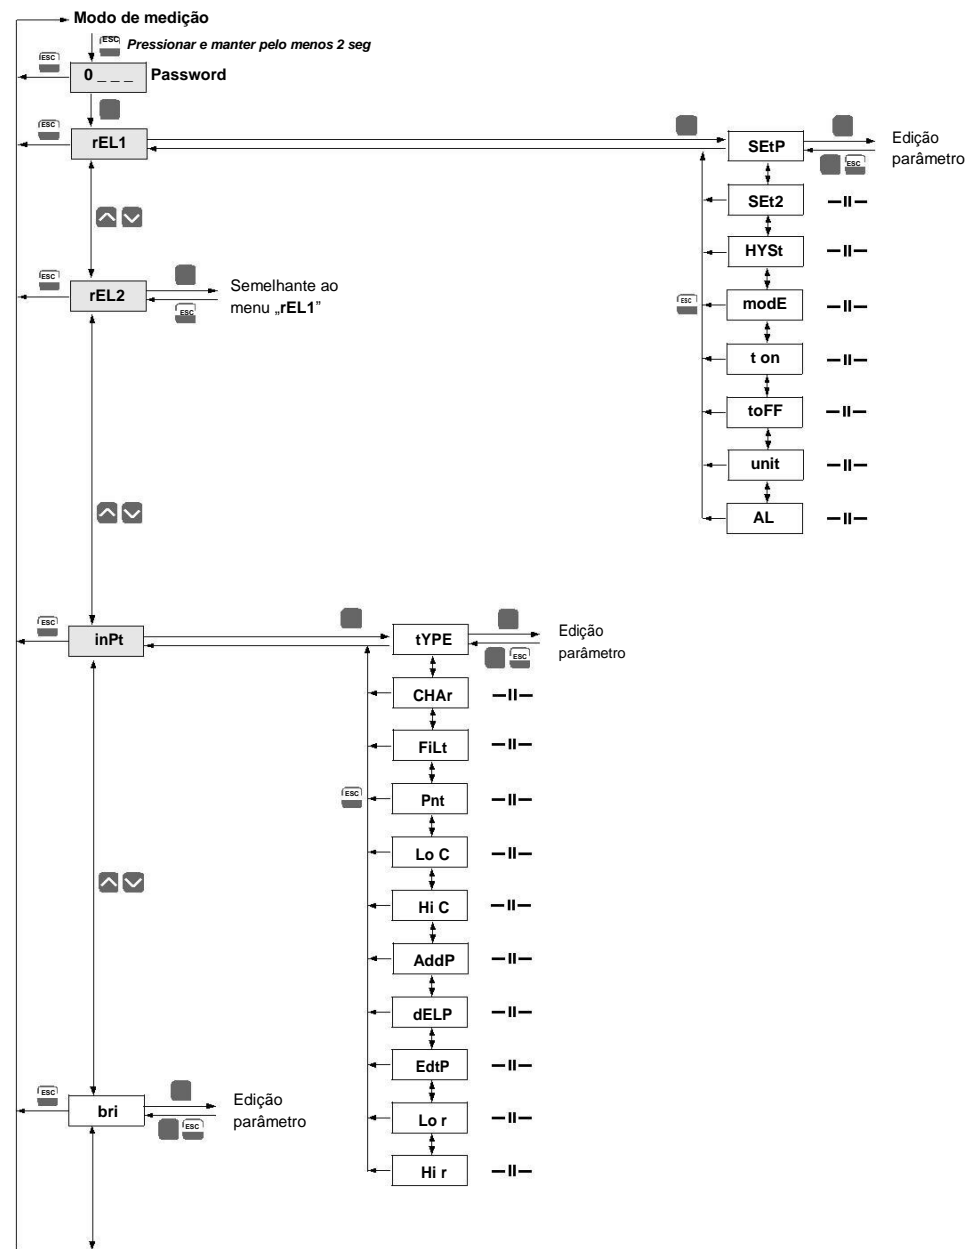 Modo de medição
ESC Pressionar e manter pelo menos 2 seg
ESC
0 _ _ _ Password
ESC
rEL1
SEtP
Edição
parâmetro
ESC
SEt2 —II—
HYSt —II—
ESC
rEL2
ESC
Semelhante ao
menu „rEL1”
ESC modE —II—
t on —II—
toFF —II—
unit —II—
AL —II—
ESC
inPt
tYPE
Edição
parâmetro
ESC
CHAr —II—
FiLt —II—
ESC Pnt —II—
Lo C —II—
Hi C —II—
AddP —II—
dELP —II—
EdtP —II—
ESC
bri
Edição
parâmetro
ESC
Lo r —II—
Hi r —II—